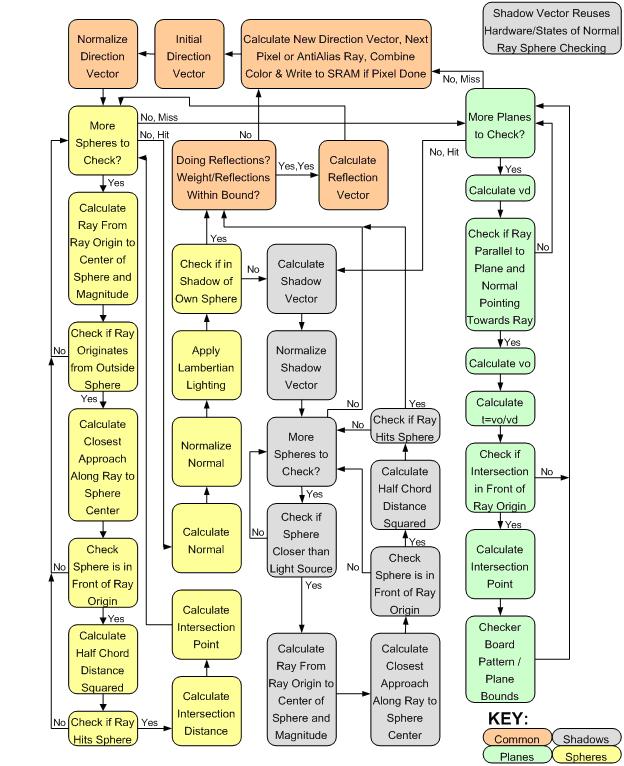 Shadow Vector Reuses
Hardware/States of Normal
Ray Sphere Checking
Normalize
Direction
Vector
Initial
Direction
Vector
Calculate New Direction Vector, Next
Pixel or AntiAlias Ray, Combine
Color & Write to SRAM if Pixel Done
No, Miss
More
Spheres to
Check?
No, Miss
No, Hit
No
Doing Reflections?
Weight/Reflections
Within Bound?
Yes,Yes
Calculate
Reflection
Vector
More Planes
to Check?
No, Hit
Yes
Calculate vd
Check if Ray
Parallel to
Plane and
Normal
Pointing
Towards Ray
No
Yes
Calculate vo
Calculate
t=vo/vd
Check if
Intersection
in Front of
Ray Origin
No
Yes
Calculate
Intersection
Point
Checker
Board
Pattern /
Plane
Bounds
Yes
Calculate
Ray From
Ray Origin to
Center of
Sphere and
Magnitude
Check if Ray
Originates
from Outside
Sphere
No
Yes
Calculate
Closest
Approach
Along Ray to
Sphere
Center
Check
Sphere is in
Front of Ray
Origin
No
Yes
Calculate
Half Chord
Distance
Squared
Check if Ray
Hits Sphere
No
Yes
Calculate
Intersection
Distance
Calculate
Intersection
Point
Calculate
Normal
Normalize
Normal
Apply
Lambertian
Lighting
Check if in
Shadow of
Own Sphere
Yes
No
Calculate
Shadow
Vector
Normalize
Shadow
Vector
More
Spheres to
Check?
No
Yes
Check if
Sphere
Closer than
Light Source
No
Yes
Calculate
Ray From
Ray Origin to
Center of
Sphere and
Magnitude
Calculate
Closest
Approach
Along Ray to
Sphere
Center
Check
Sphere is in
Front of Ray
Origin
No
Yes
Calculate
Half Chord
Distance
Squared
Check if Ray
Hits Sphere
No
Yes
KEY:
Common
Shadows
Planes
Spheres